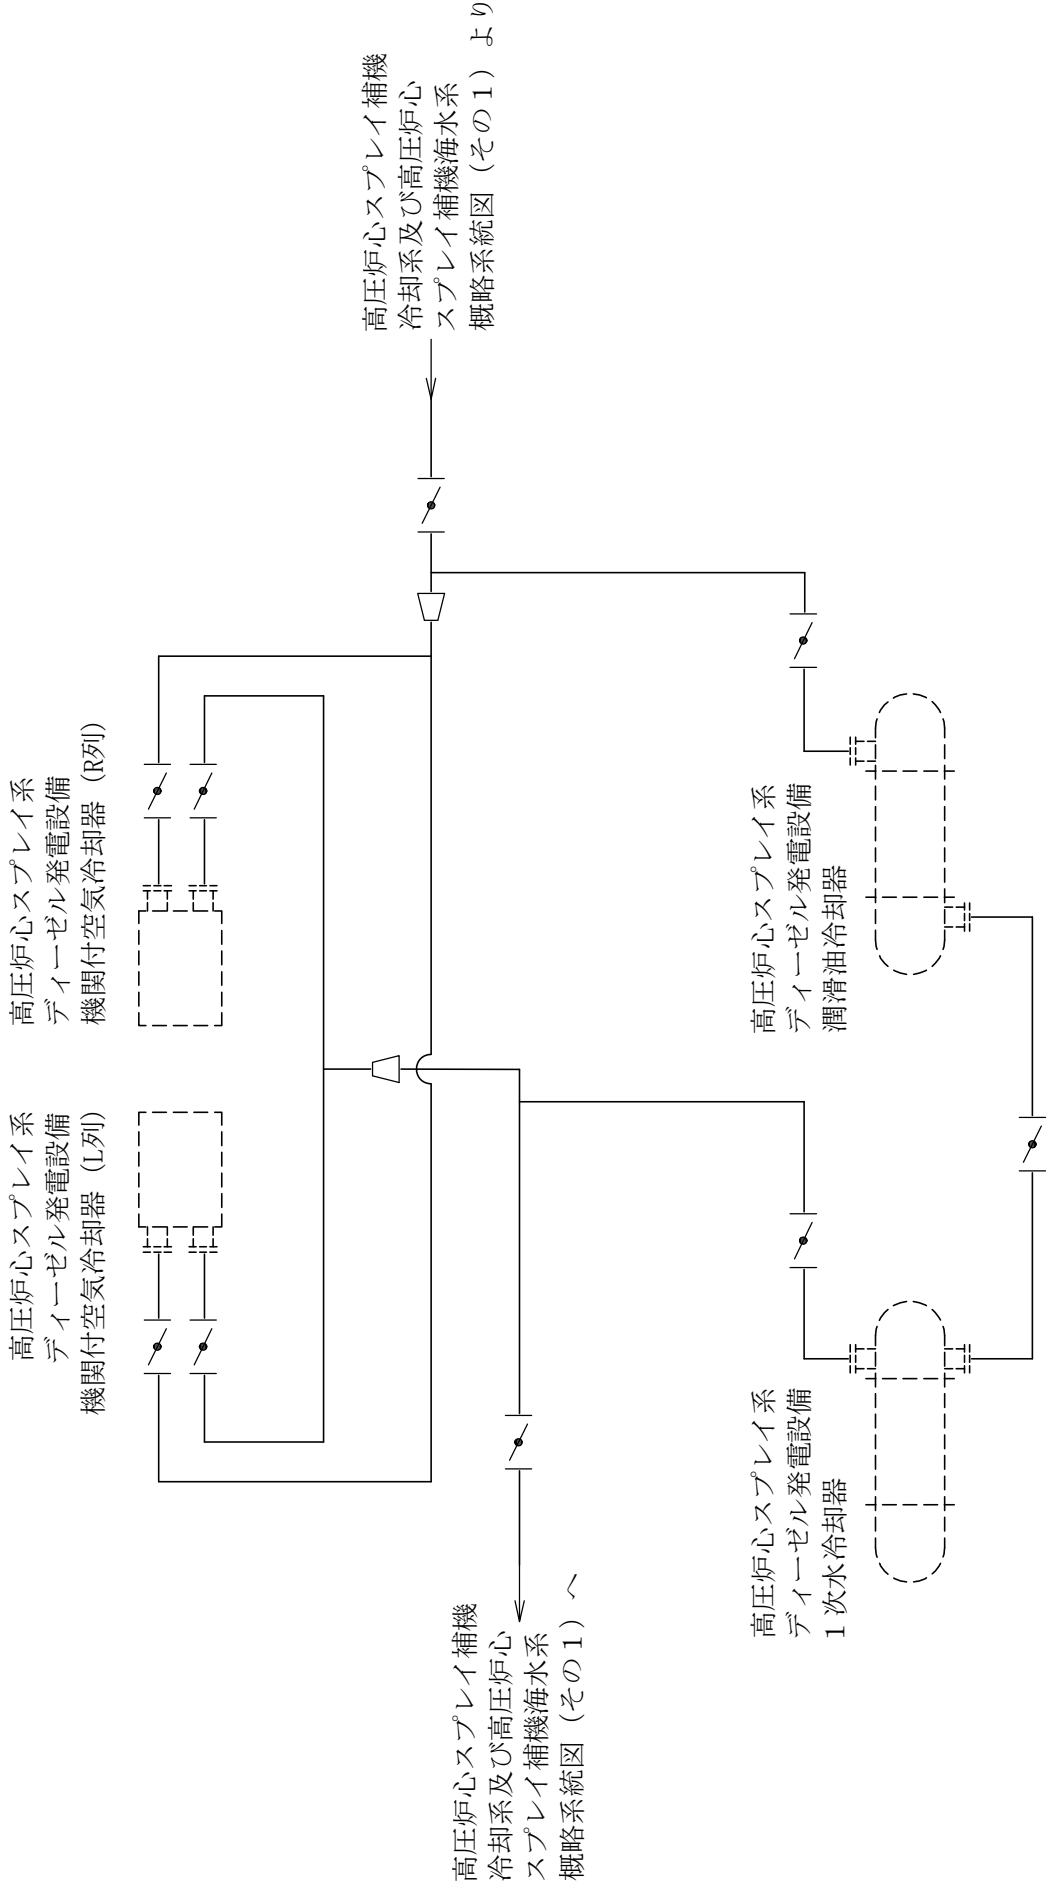 高圧炉心スプレイ系
ディーゼル発電設備
機関付空気冷却器（L列）
高圧炉心スプレイ系
ディーゼル発電設備
機関付空気冷却器（R列）
高圧炉心スプレイ補機
冷却系及び高圧炉心
スプレイ補機海水系
概略系統図（その１）より
高圧炉心スプレイ補機
冷却系及び高圧炉心
スプレイ補機海水系
概略系統図（その１）へ
高圧炉心スプレイ系
ディーゼル発電設備
１次水冷却器
高圧炉心スプレイ系
ディーゼル発電設備
潤滑油冷却器